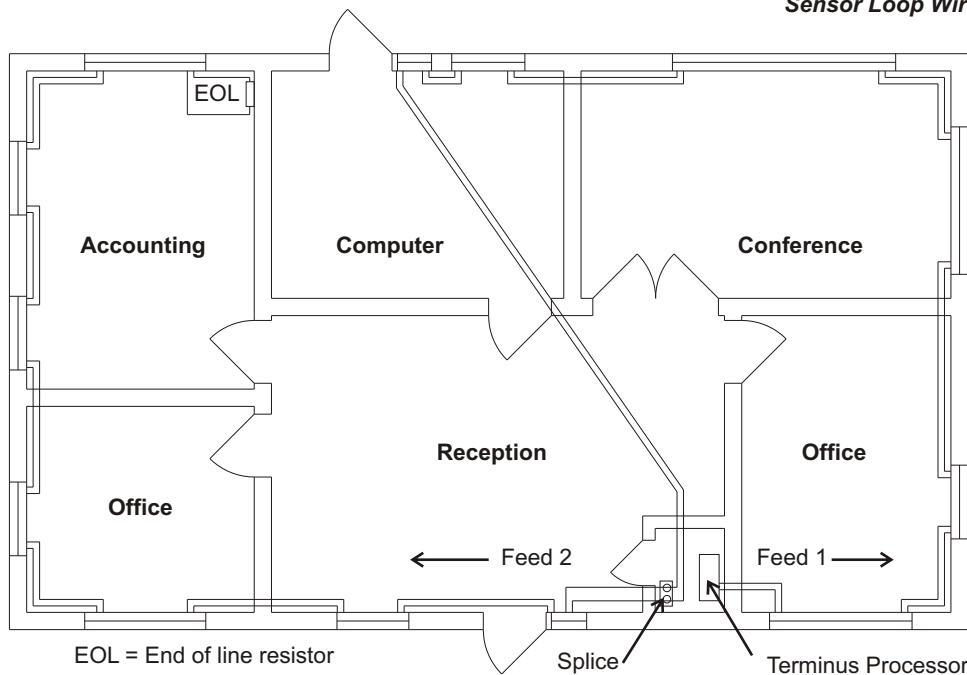 Sensor Loop Wir
EOL
Accounting
Computer
Conference
Reception
Office
Office
Feed 2
Feed 1
EOL = End of line resistor
Splice
Terminus Processor